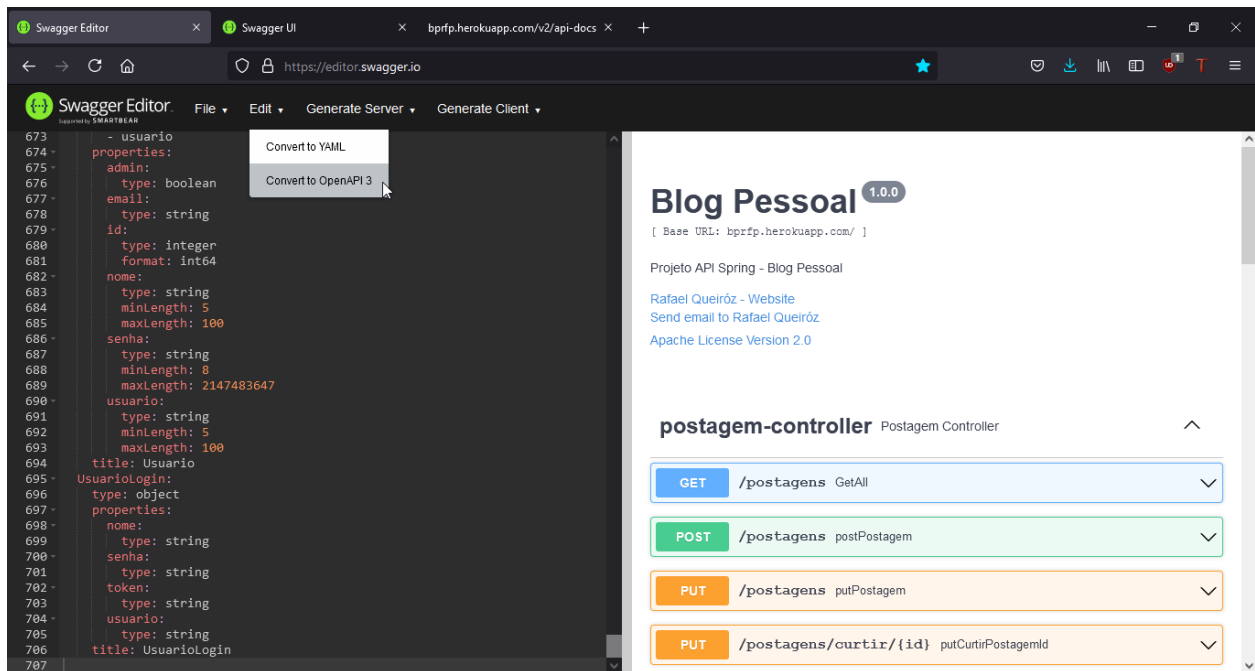 Swagger Editor
Swagger UI
bprfp.herokuapp.com/v2/api-docs
https://editor.swagger.io
1
Swagger Editor.
Supported by SMARTBEAR
File
Edit
Generate Server
Generate Client
Convert to YAML
Convert to OpenAPI 3
673 - usuario
674 properties:
675 admin:
676 type: boolean
677 email:
678 type: string
679 id:
680 type: integer
681 format: int64
682 nome:
683 type: string
684 minLength: 5
685 maxLength: 100
686 senha:
687 type: string
688 minLength: 8
689 maxLength: 2147483647
690 usuario:
691 type: string
692 minLength: 5
693 maxLength: 100
694 title: Usuario
695 UsuarioLogin:
696 type: object
697 properties:
698 nome:
699 type: string
700 senha:
701 type: string
702 token:
703 type: string
704 usuario:
705 type: string
706 title: UsuarioLogin
707
Blog Pessoal 1.0.0
[ Base URL: bprfp.herokuapp.com/ ]
Projeto API Spring - Blog Pessoal
Rafael Queiróz - Website
Send email to Rafael Queiróz
Apache License Version 2.0
postagem-controller Postagem Controller
GET /postagens GetAll
POST /postagens postPostagem
PUT /postagens putPostagem
PUT /postagens/curtir/{id} putCurtirPostagemId